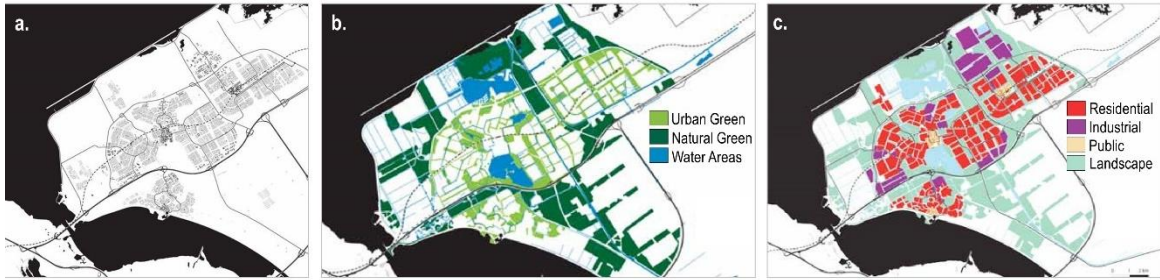 a.
b.
Urban Green
Natural Green
Water Areas
c.
Residential
Industrial
Public
Landscape